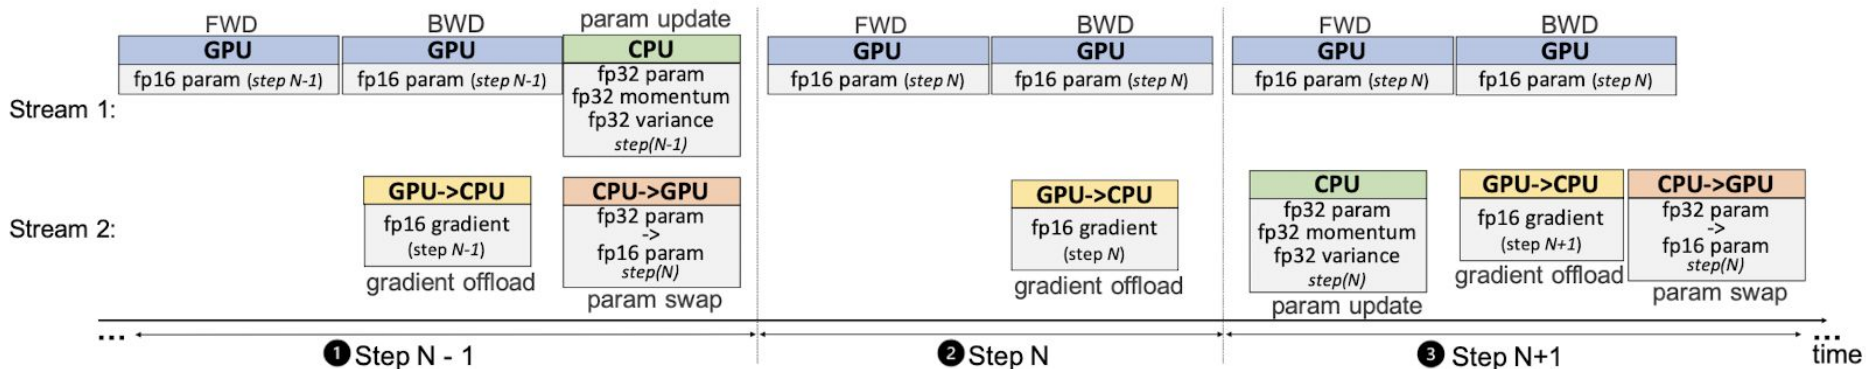 FWD
GPU
fp16 param (step N-1)
BWD
GPU
fp16 param (step N-1)
param update
CPU
fp32 param
fp32 momentum
fp32 variance
step(N-1)
FWD
GPU
fp16 param (step N)
BWD
GPU
fp16 param (step N)
FWD
GPU
fp16 param (step N)
BWD
GPU
fp16 param (step N)
Stream 1:
Stream 2:
GPU->CPU
fp16 gradient
(step N-1)
gradient offload
CPU->GPU
fp32 param
->
fp16 param
step(N)
param swap
GPU->CPU
fp16 gradient
(step N)
gradient offload
CPU
fp32 param
fp32 momentum
fp32 variance
step(N)
param update
GPU->CPU
fp16 gradient
(step N+1)
gradient offload
CPU->GPU
fp32 param
->
fp16 param
step(N)
param swap
...
❶ Step N - 1
❷ Step N
❸ Step N+1
...
time